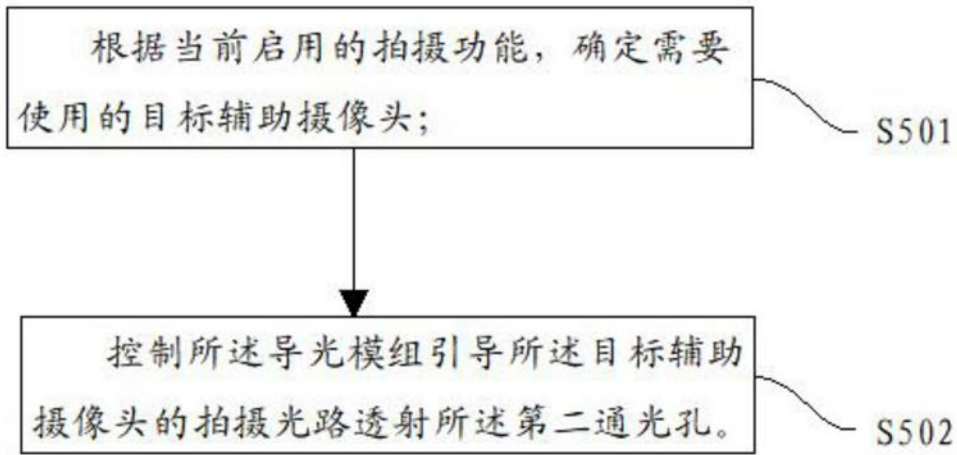 根据当前启用的拍摄功能，确定需要
使用的目标辅助摄像头；
S501
控制所述导光模组引导所述目标辅助
摄像头的拍摄光路透射所述第二通光孔。
S502